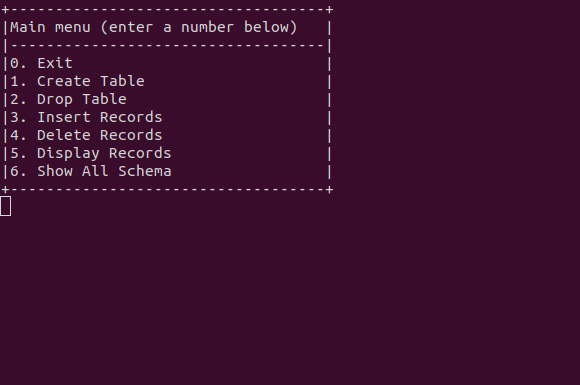 +-----------------------------------+
|Main menu (enter a number below)   |
|-----------------------------------|
|0. Exit                            |
|1. Create Table                    |
|2. Drop Table                      |
|3. Insert Records                  |
|4. Delete Records                  |
|5. Display Records                 |
|6. Show All Schema                 |
+-----------------------------------+